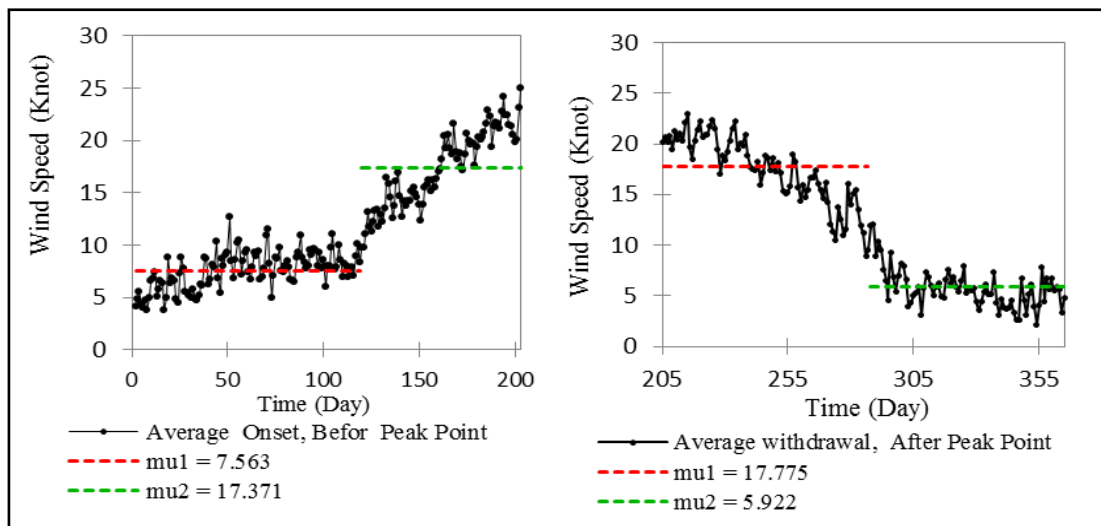 30
25
20
15
10
5
0
Wind Speed (Knot)
0 50 100 150 200
Time (Day)
Average Onset, Befor Peak Point
mu1 = 7.563
mu2 = 17.371
30
25
20
15
10
5
0
Wind Speed (Knot)
205 255 305 355
Time (Day)
Average withdrawal, After Peak Point
mu1 = 17.775
mu2 = 5.922